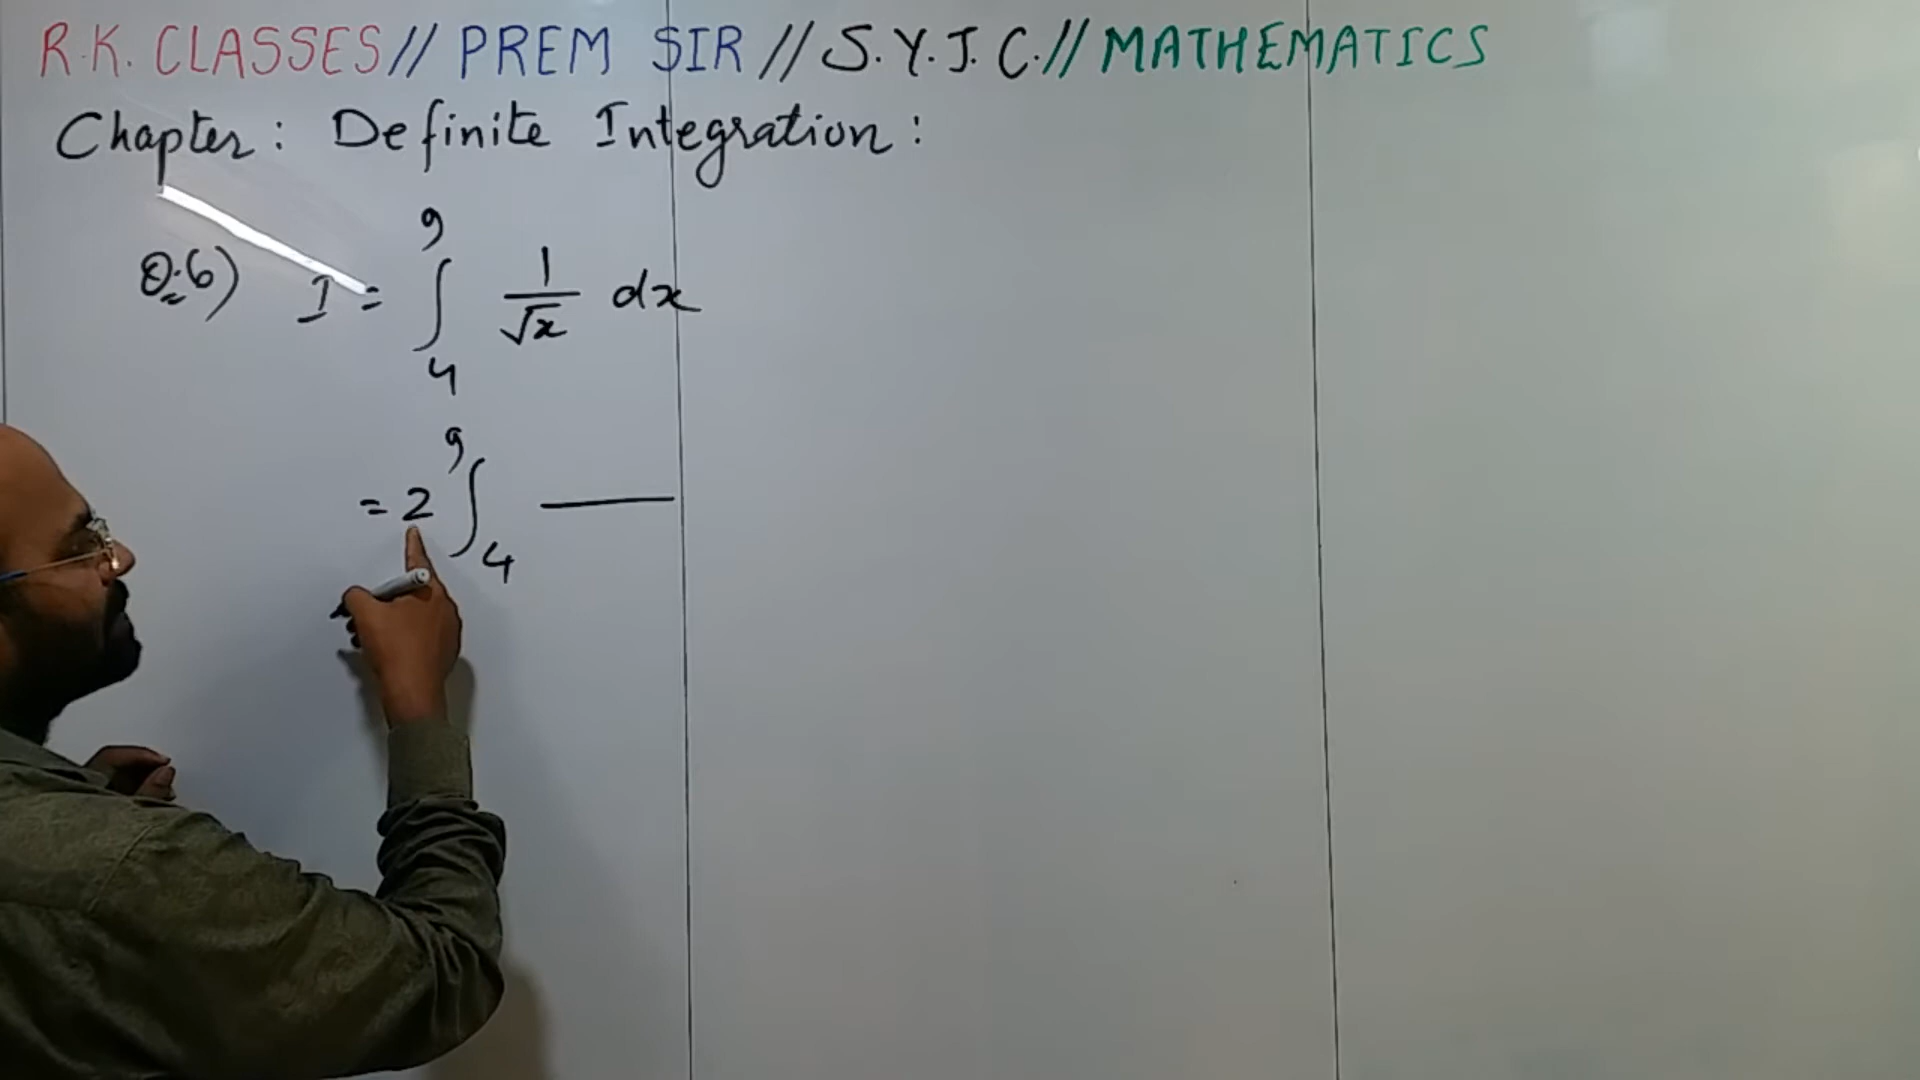 R.K. CLASSES // PREM SIR // S.Y.J.C. // MATHEMATICS
Chapter : Definite Integration :
Q.6) I = ∫₄⁹ 1/√x dx
= 2 ∫₄⁹ ―